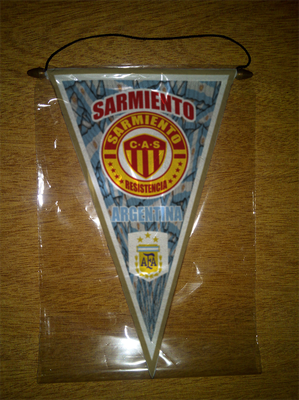 SARMIENTO
SARMIENTO
C·A·S
RESISTENCIA
ARGENTINA
AFA